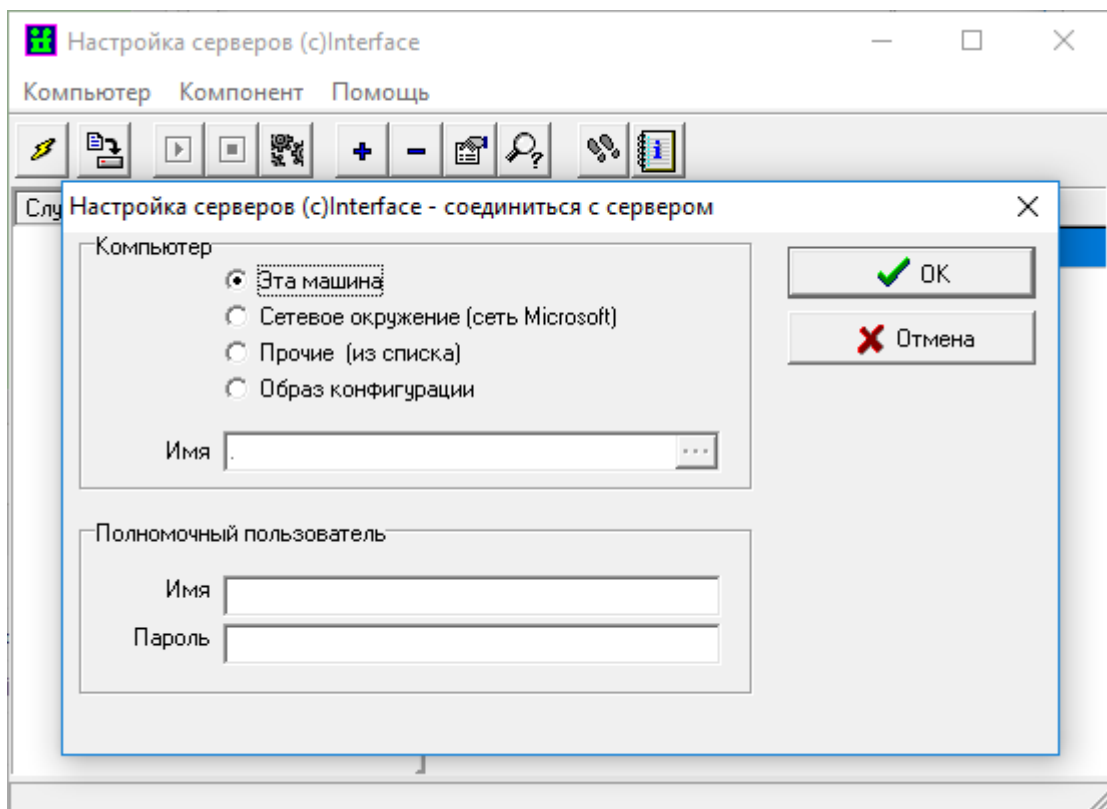 Настройка серверов (c)Interface
Компьютер Компонент Помощь
Настройка серверов (c)Interface - соединиться с сервером
Компьютер
Эта машина
Сетевое окружение (сеть Microsoft)
Прочие (из списка)
Образ конфигурации
Имя .
OK
Отмена
Полномочный пользователь
Имя
Пароль